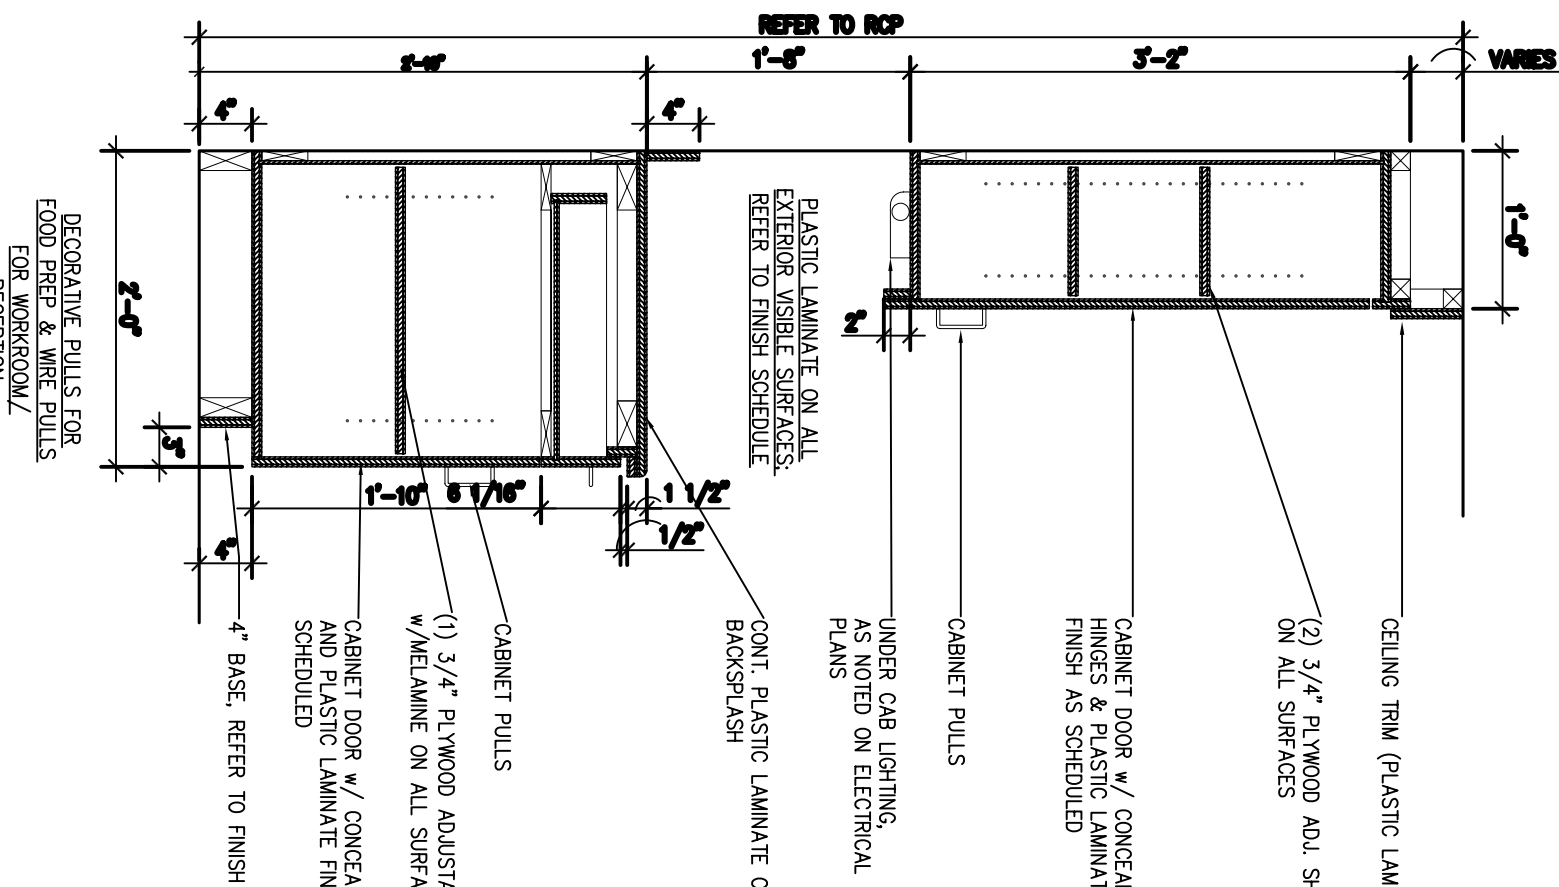 REFER TO RCP
2'-10"
1'-8"
3'-2"
VARIES
4"
4"
1'-0"
2'-0"
3"
2"
1'-10"
6 1/16"
1 1/2"
1/2"
4"
PLASTIC LAMINATE ON ALL
EXTERIOR VISIBLE SURFACES;
REFER TO FINISH SCHEDULE
DECORATIVE PULLS FOR
FOOD PREP & WIRE PULLS
FOR WORKROOM/
CEILING TRIM (PLASTIC LAM
(2) 3/4" PLYWOOD ADJ. SH
ON ALL SURFACES
CABINET DOOR w/ CONCEA
HINGES & PLASTIC LAMINAT
FINISH AS SCHEDULED
CABINET PULLS
UNDER CAB LIGHTING,
AS NOTED ON ELECTRICAL
PLANS
CONT. PLASTIC LAMINATE C
BACKSPLASH
CABINET PULLS
(1) 3/4" PLYWOOD ADJUSTA
w/MELAMINE ON ALL SURFA
CABINET DOOR w/ CONCEA
AND PLASTIC LAMINATE FIN
SCHEDULED
4" BASE, REFER TO FINISH